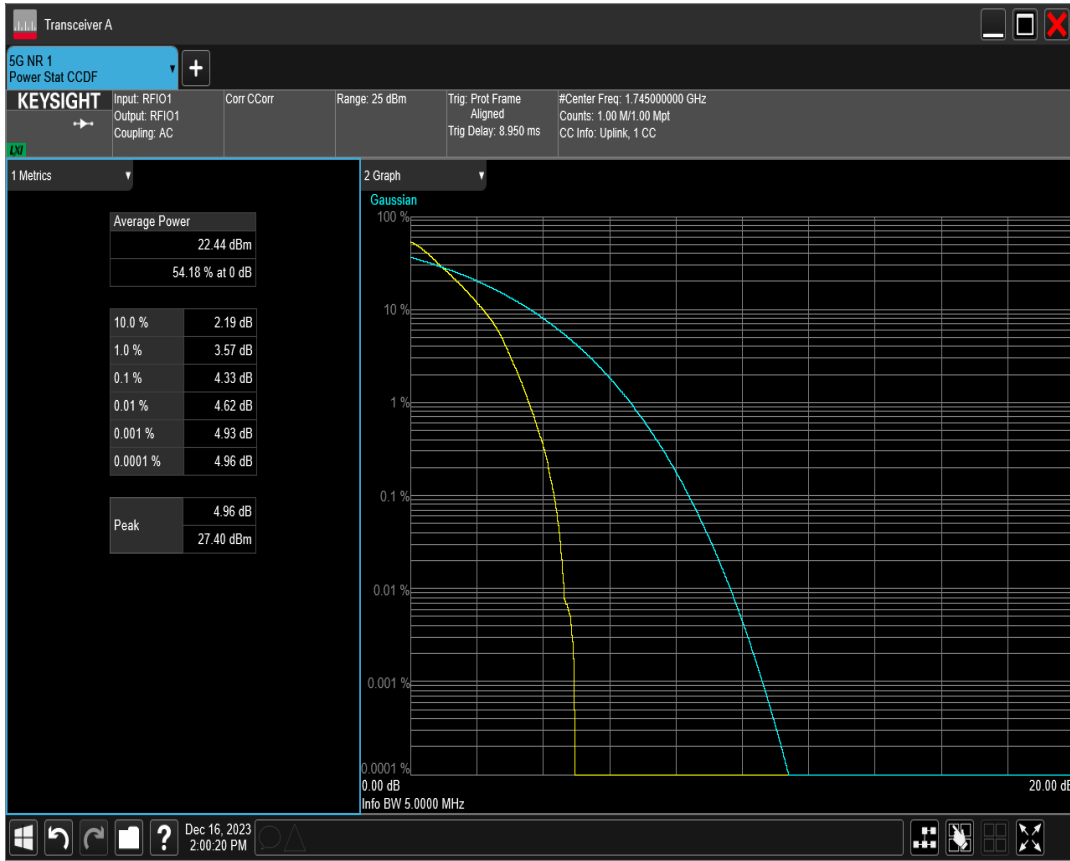 Transceiver A
5G NR 1
Power Stat CCDF
+
KEYSIGHT
LXI
Input: RFIO1
Output: RFIO1
Coupling: AC
Corr CCorr
Range: 25 dBm
Trig: Prot Frame
Aligned
Trig Delay: 8.950 ms
#Center Freq: 1.745000000 GHz
Counts: 1.00 M/1.00 Mpt
CC Info: Uplink, 1 CC
1 Metrics
Average Power
22.44 dBm
54.18 % at 0 dB
10.0 % 2.19 dB
1.0 % 3.57 dB
0.1 % 4.33 dB
0.01 % 4.62 dB
0.001 % 4.93 dB
0.0001 % 4.96 dB
Peak
4.96 dB
27.40 dBm
2 Graph
Gaussian
100 %
10 %
1 %
0.1 %
0.01 %
0.001 %
0.0001 %
0.00 dB 20.00 dB
Info BW 5.0000 MHz
?
Dec 16, 2023
2:00:20 PM